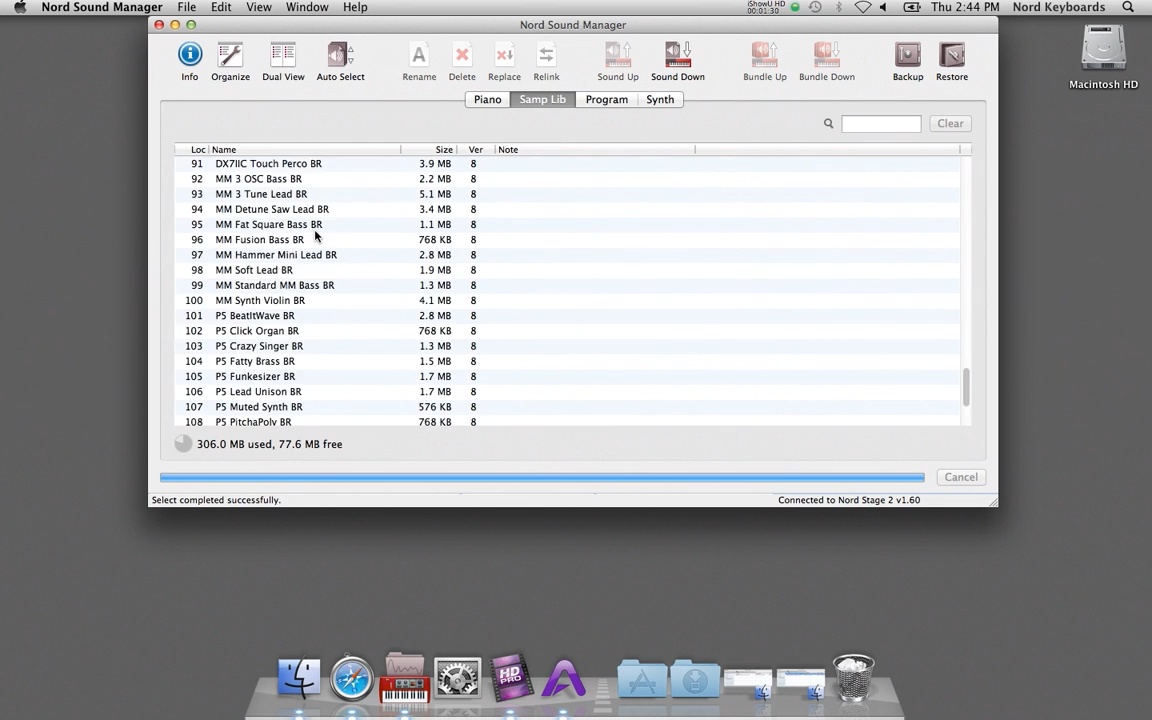 Nord Sound Manager File Edit View Window Help iShowU HD 00:01:30 Thu 2:44 PM Nord Keyboards
Nord Sound Manager
Info Organize Dual View Auto Select Rename Delete Replace Relink Sound Up Sound Down Bundle Up Bundle Down Backup Restore
Macintosh HD
Piano Samp Lib Program Synth
Clear
Loc Name Size Ver Note
91 DX7IIC Touch Perco BR 3.9 MB 8
92 MM 3 OSC Bass BR 2.2 MB 8
93 MM 3 Tune Lead BR 5.1 MB 8
94 MM Detune Saw Lead BR 3.4 MB 8
95 MM Fat Square Bass BR 1.1 MB 8
96 MM Fusion Bass BR 768 KB 8
97 MM Hammer Mini Lead BR 2.8 MB 8
98 MM Soft Lead BR 1.9 MB 8
99 MM Standard MM Bass BR 1.3 MB 8
100 MM Synth Violin BR 4.1 MB 8
101 P5 BeatItWave BR 2.8 MB 8
102 P5 Click Organ BR 768 KB 8
103 P5 Crazy Singer BR 1.3 MB 8
104 P5 Fatty Brass BR 1.5 MB 8
105 P5 Funkesizer BR 1.7 MB 8
106 P5 Lead Unison BR 1.7 MB 8
107 P5 Muted Synth BR 576 KB 8
108 P5 PitchaPoly BR 768 KB 8
306.0 MB used, 77.6 MB free
Cancel
Select completed successfully. Connected to Nord Stage 2 v1.60
HD
PRO